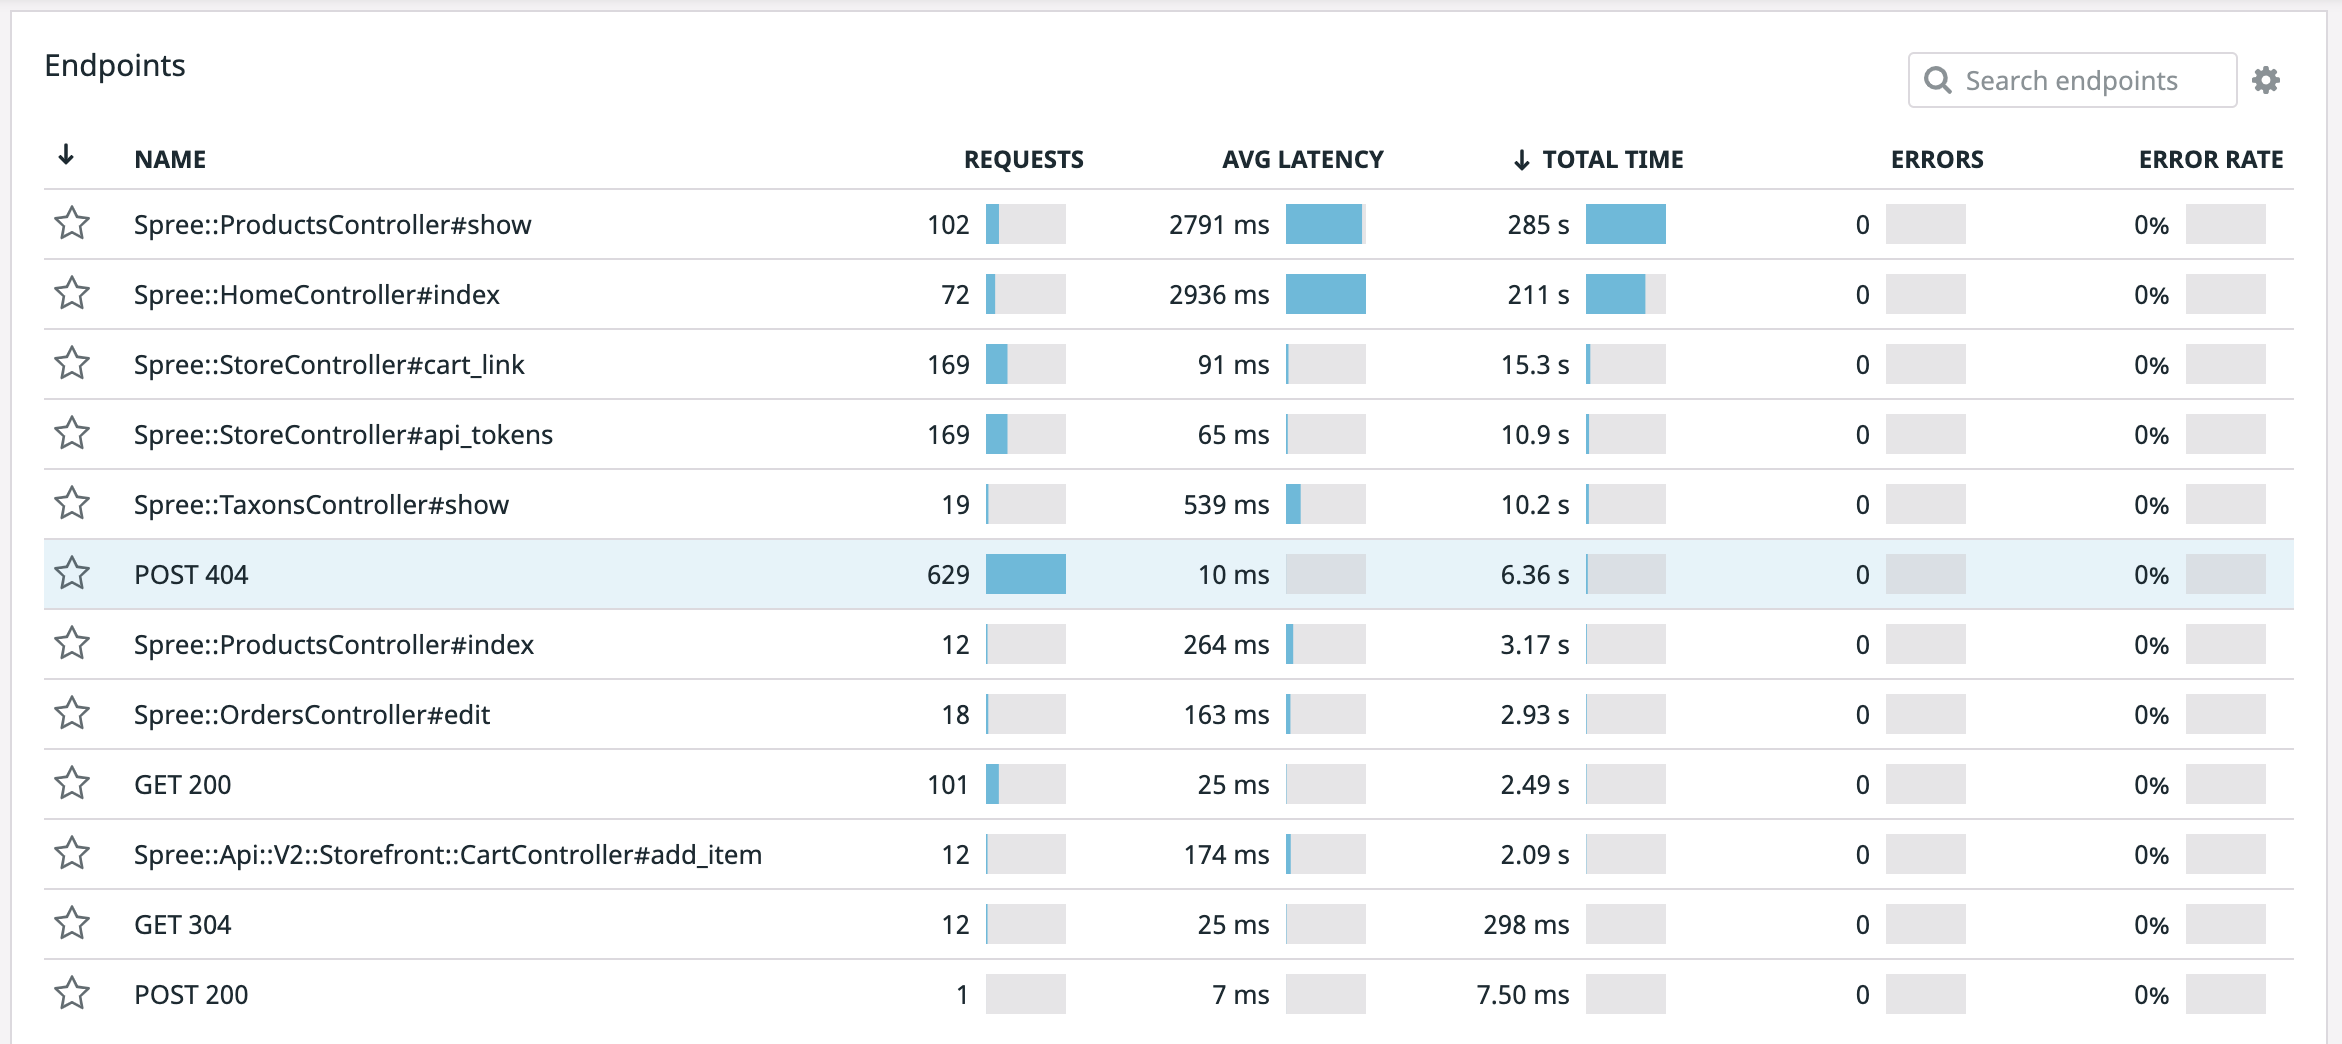 Endpoints
Search endpoints
↓ NAME REQUESTS AVG LATENCY ↓ TOTAL TIME ERRORS ERROR RATE
Spree::ProductsController#show 102 2791 ms 285 s 0 0%
Spree::HomeController#index 72 2936 ms 211 s 0 0%
Spree::StoreController#cart_link 169 91 ms 15.3 s 0 0%
Spree::StoreController#api_tokens 169 65 ms 10.9 s 0 0%
Spree::TaxonsController#show 19 539 ms 10.2 s 0 0%
POST 404 629 10 ms 6.36 s 0 0%
Spree::ProductsController#index 12 264 ms 3.17 s 0 0%
Spree::OrdersController#edit 18 163 ms 2.93 s 0 0%
GET 200 101 25 ms 2.49 s 0 0%
Spree::Api::V2::Storefront::CartController#add_item 12 174 ms 2.09 s 0 0%
GET 304 12 25 ms 298 ms 0 0%
POST 200 1 7 ms 7.50 ms 0 0%